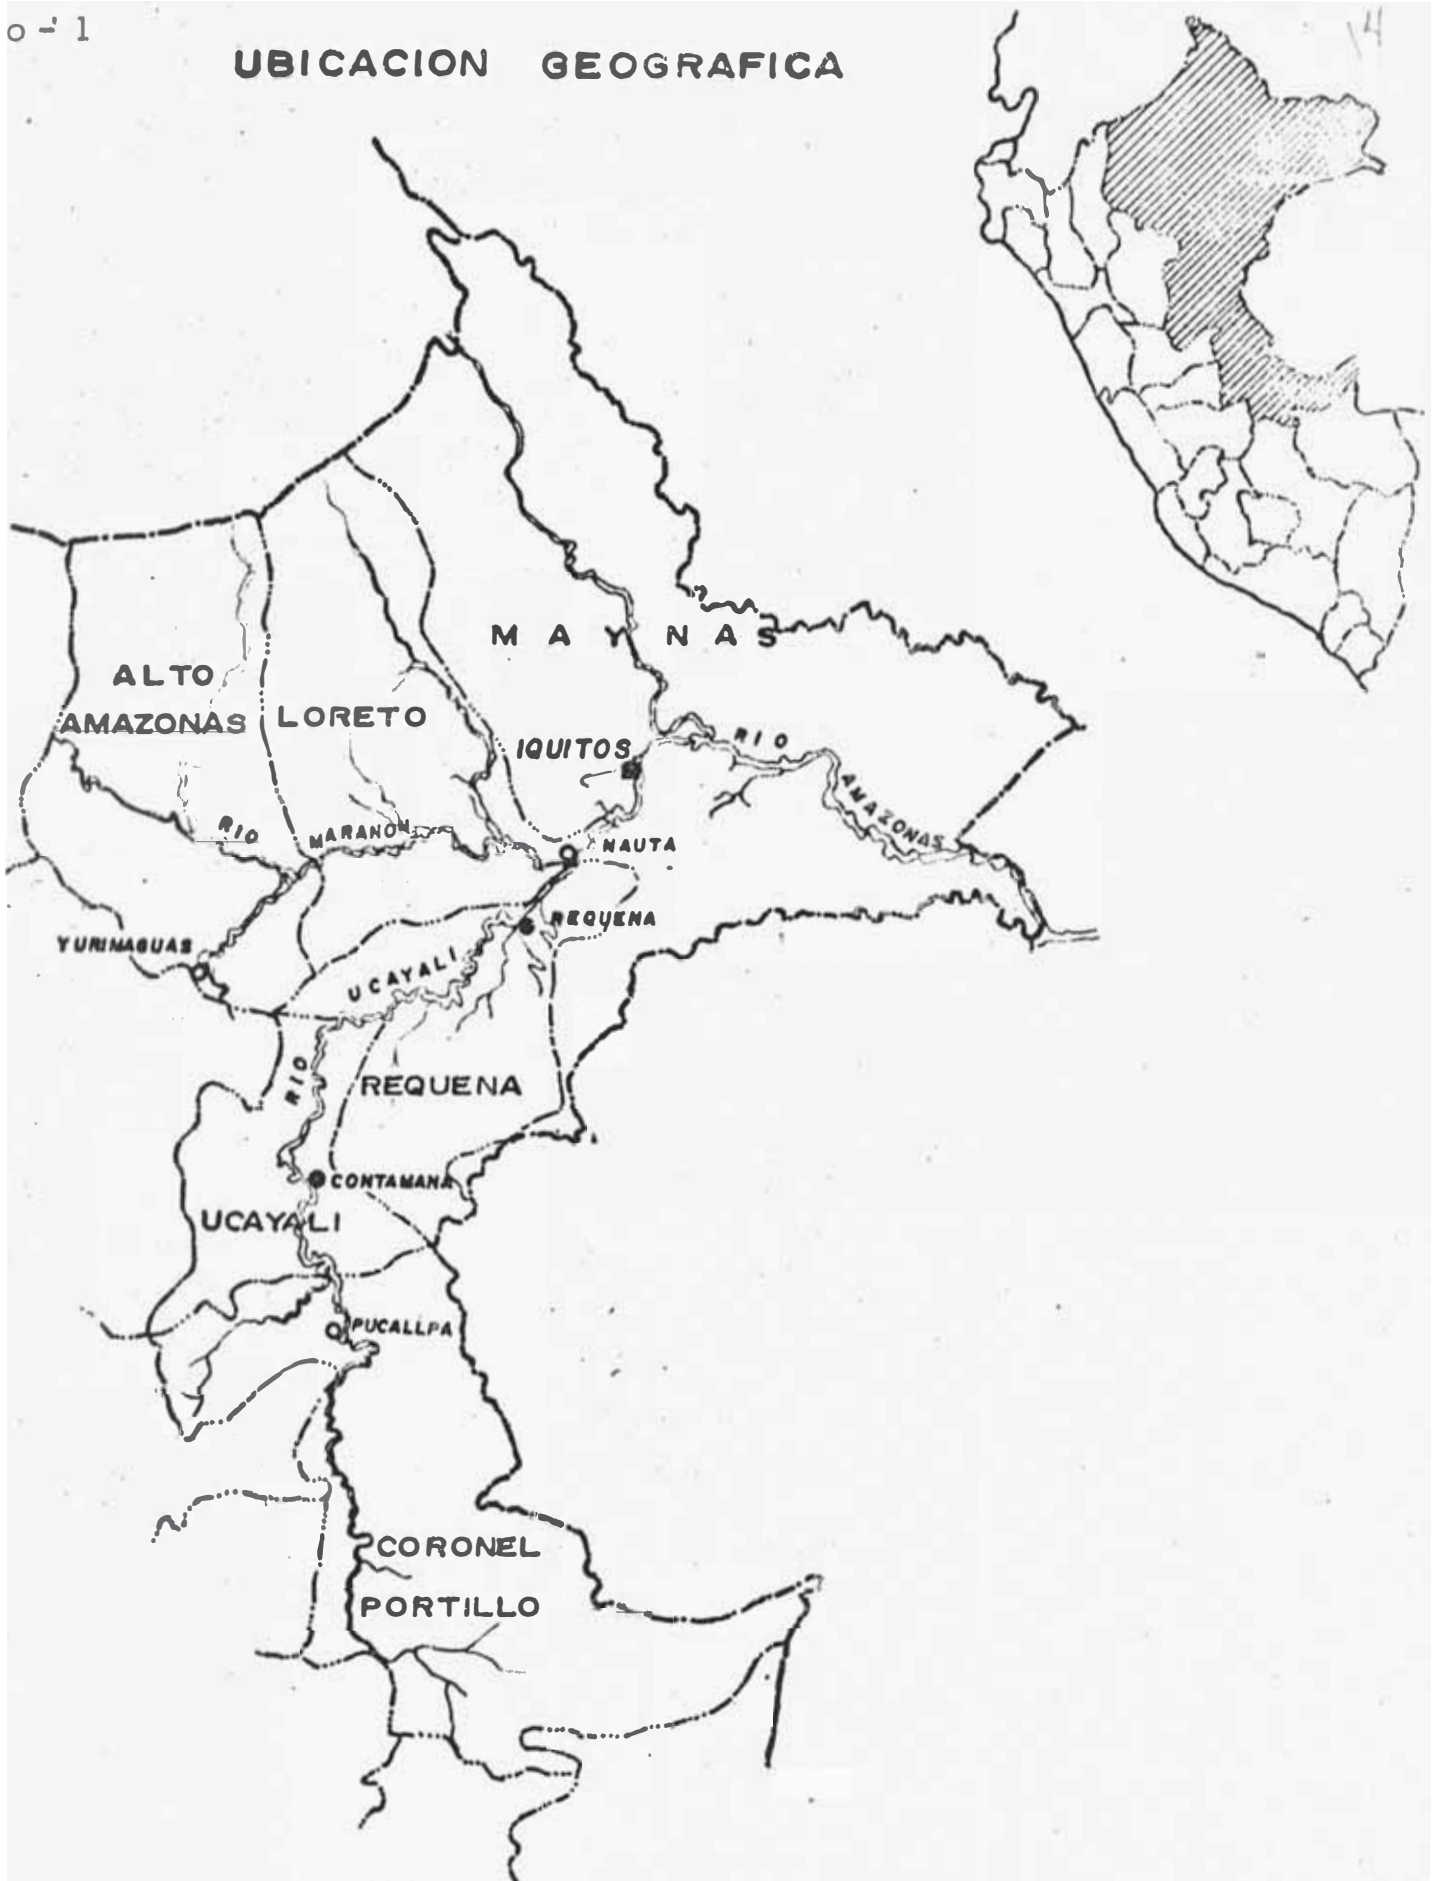 o-1
14
UBICACION GEOGRAFICA
MAYNAS
ALTO
AMAZONAS
LORETO
IQUITOS
RIO
AMAZONAS
RIO
MARAÑON
NAUTA
REQUENA
YURIMAGUAS
UCAYALI
RIO
REQUENA
CONTAMANA
UCAYALI
PUCALLPA
CORONEL
PORTILLO